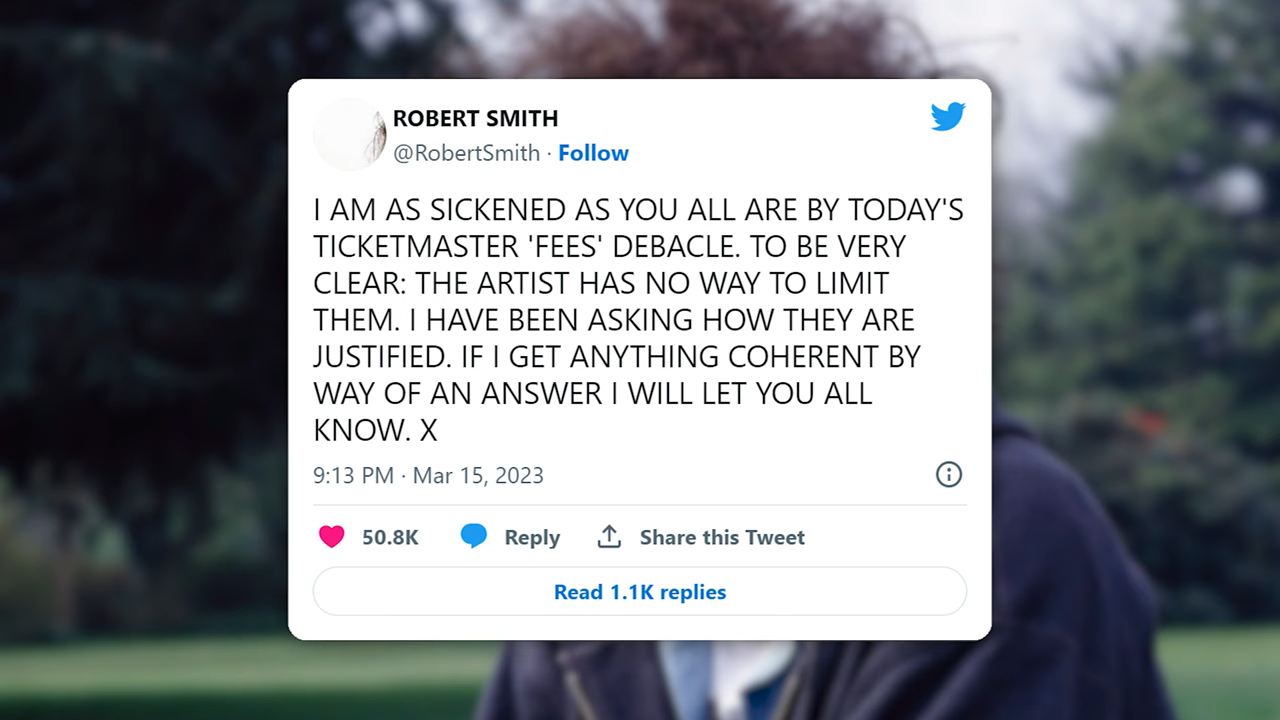 ROBERT SMITH
@RobertSmith · Follow
I AM AS SICKENED AS YOU ALL ARE BY TODAY'S
TICKETMASTER 'FEES' DEBACLE. TO BE VERY
CLEAR: THE ARTIST HAS NO WAY TO LIMIT
THEM. I HAVE BEEN ASKING HOW THEY ARE
JUSTIFIED. IF I GET ANYTHING COHERENT BY
WAY OF AN ANSWER I WILL LET YOU ALL
KNOW. X
9:13 PM · Mar 15, 2023
50.8K Reply Share this Tweet
Read 1.1K replies